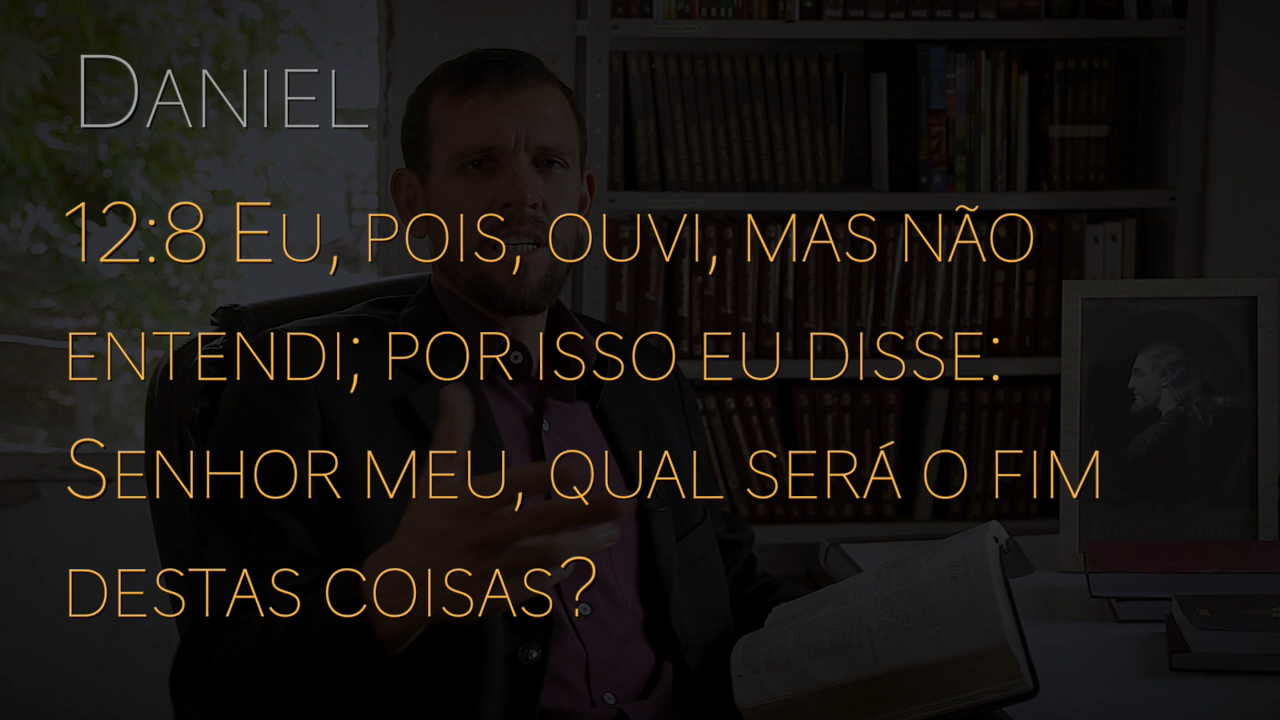 Daniel
12:8 Eu, pois, ouvi, mas não
entendi; por isso eu disse:
Senhor meu, qual será o fim
destas coisas?